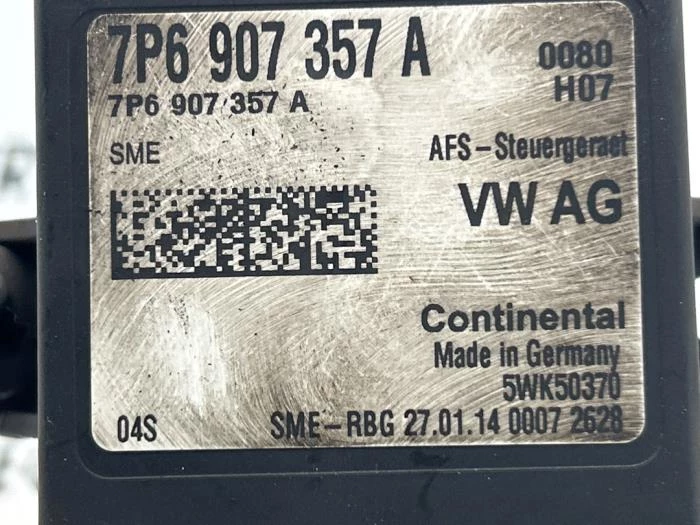 7P6 907 357 A
0080
7P6 907 357 A
H07
SME
AFS-Steuergeraet
VW AG
Continental
Made in Germany
5WK50370
04S
SME-RBG 27.01.14 0007 2628